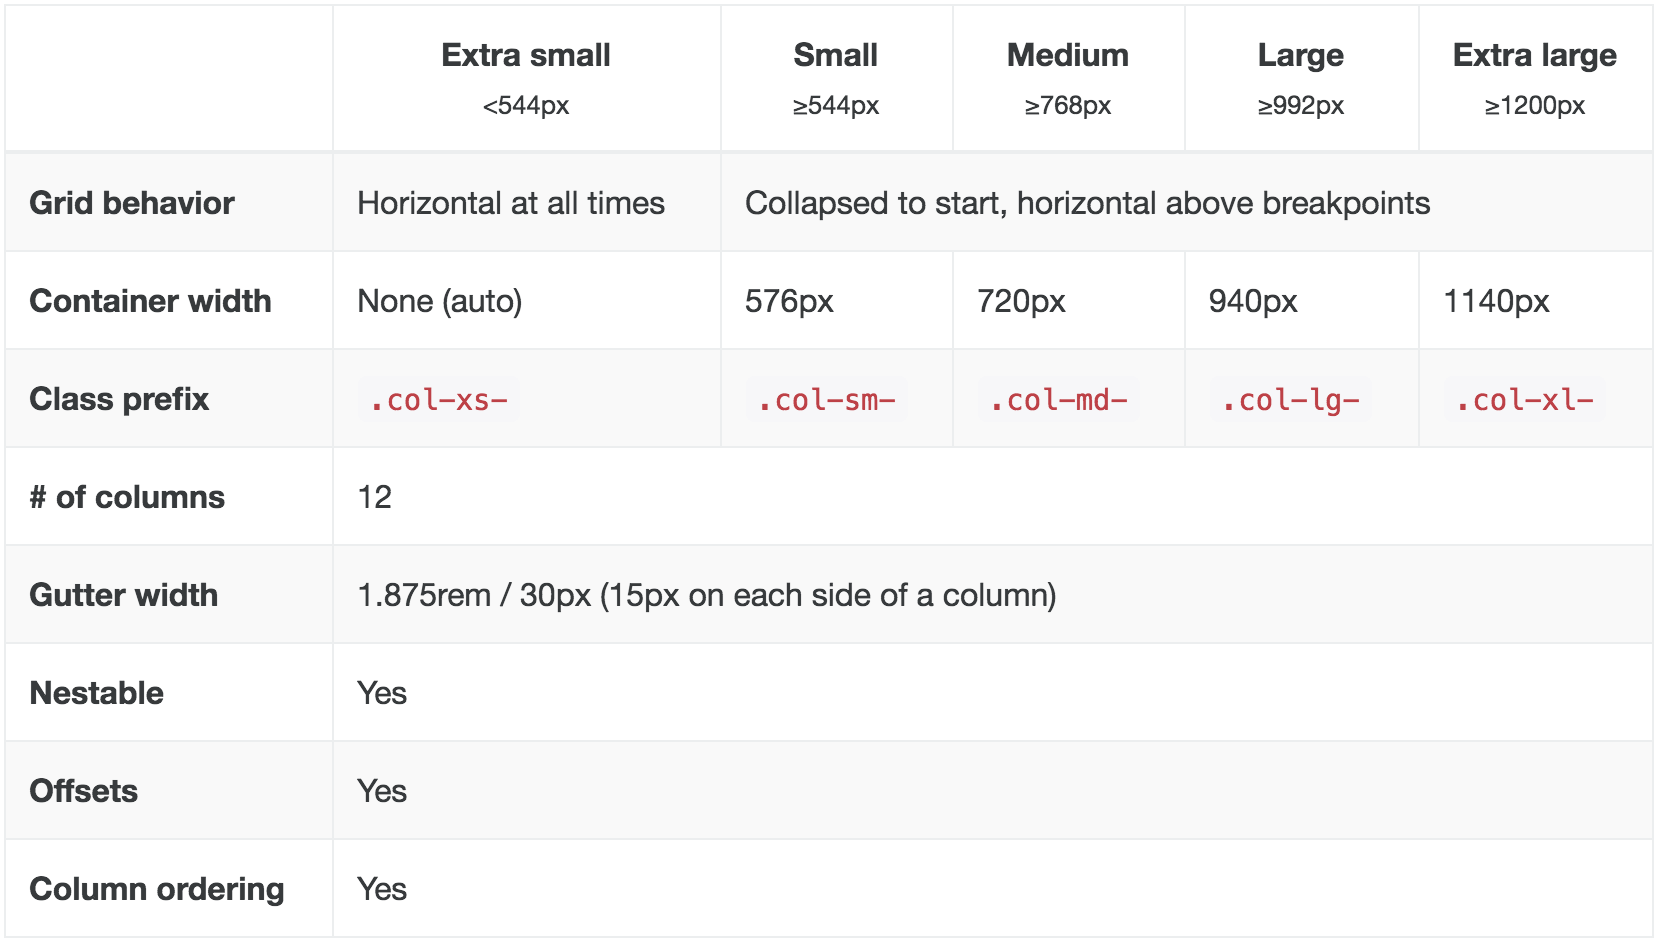 Extra small Small Medium Large Extra large
<544px ≥544px ≥768px ≥992px ≥1200px
Grid behavior Horizontal at all times Collapsed to start, horizontal above breakpoints
Container width None (auto) 576px 720px 940px 1140px
Class prefix .col-xs- .col-sm- .col-md- .col-lg- .col-xl-
# of columns 12
Gutter width 1.875rem / 30px (15px on each side of a column)
Nestable Yes
Offsets Yes
Column ordering Yes